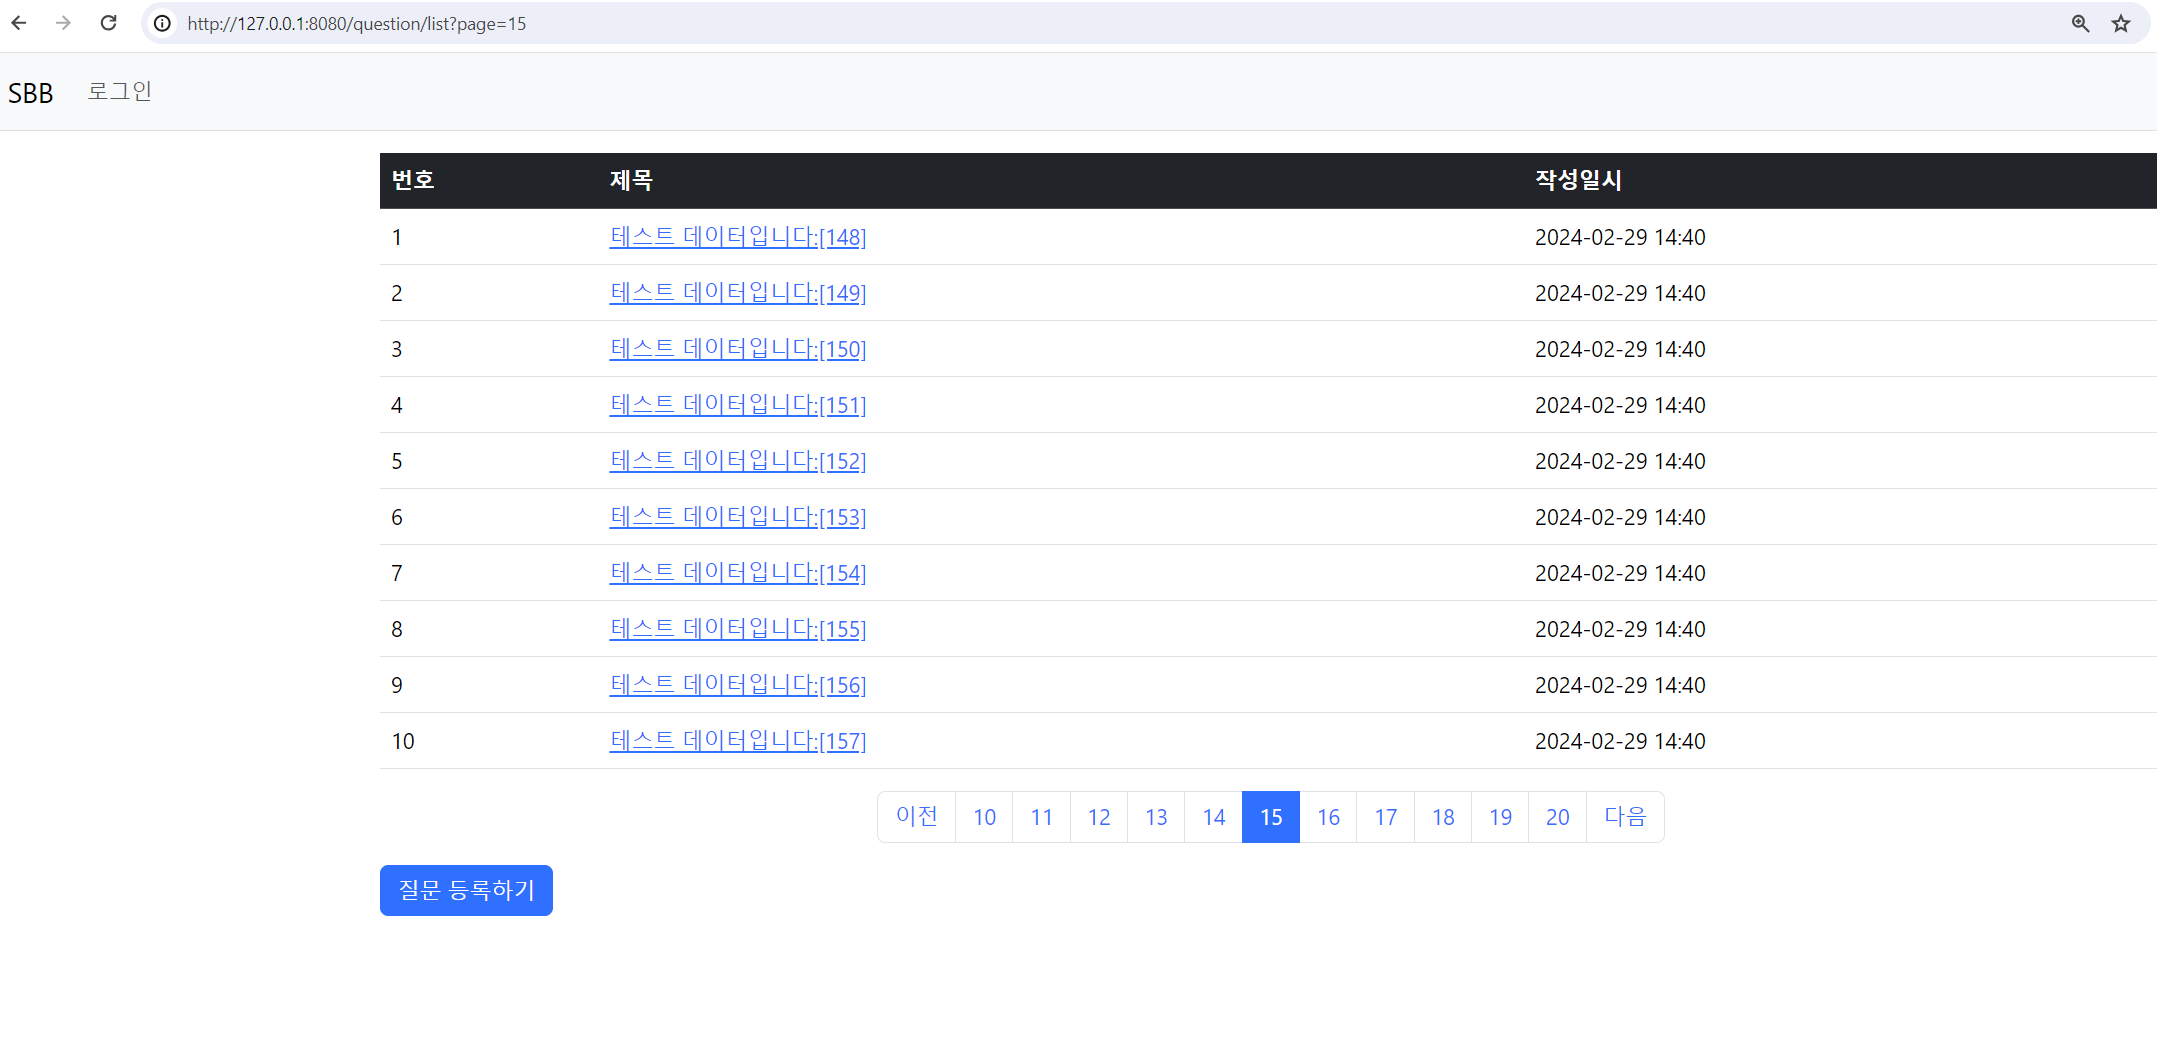 http://127.0.0.1:8080/question/list?page=15
SBB 로그인
번호 제목 작성일시
1 테스트 데이터입니다:[148] 2024-02-29 14:40
2 테스트 데이터입니다:[149] 2024-02-29 14:40
3 테스트 데이터입니다:[150] 2024-02-29 14:40
4 테스트 데이터입니다:[151] 2024-02-29 14:40
5 테스트 데이터입니다:[152] 2024-02-29 14:40
6 테스트 데이터입니다:[153] 2024-02-29 14:40
7 테스트 데이터입니다:[154] 2024-02-29 14:40
8 테스트 데이터입니다:[155] 2024-02-29 14:40
9 테스트 데이터입니다:[156] 2024-02-29 14:40
10 테스트 데이터입니다:[157] 2024-02-29 14:40
이전 10 11 12 13 14 15 16 17 18 19 20 다음
질문 등록하기